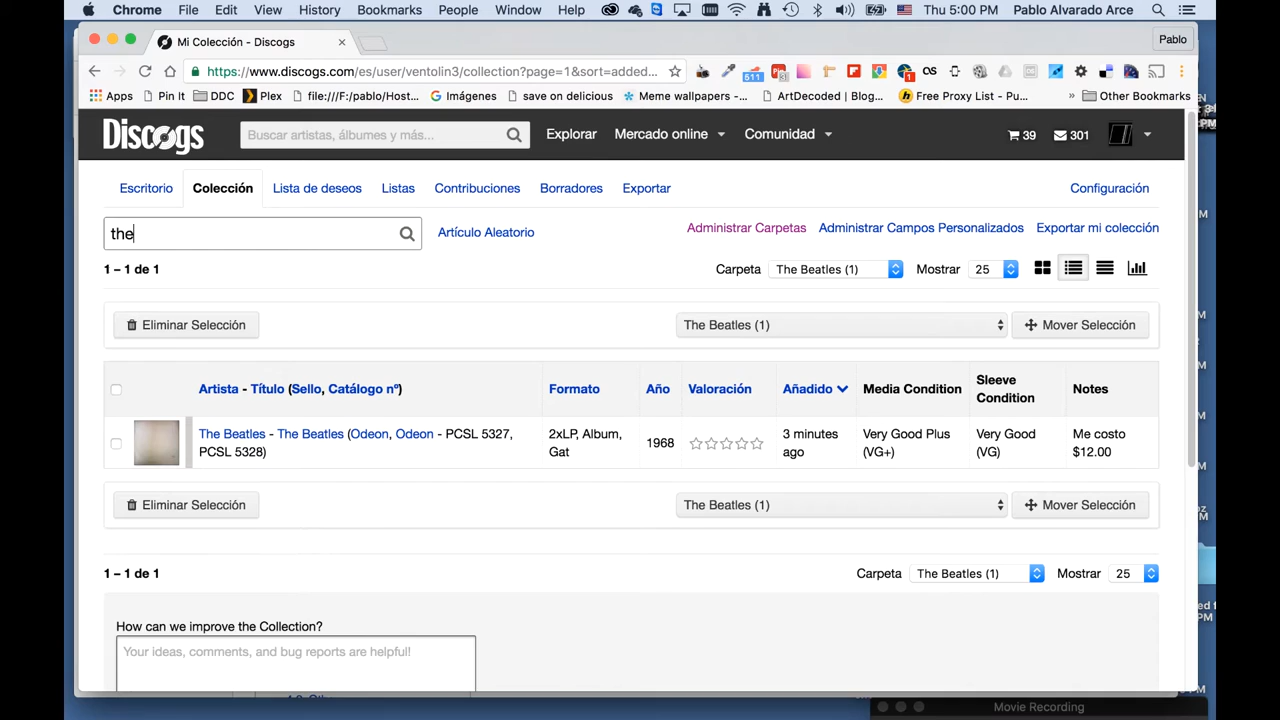 Chrome File Edit View History Bookmarks People Window Help Thu 5:00 PM Pablo Alvarado Arce
Mi Colección - Discogs
Pablo
https://www.discogs.com/es/user/ventolin3/collection?page=1&sort=added...
Apps Pin It DDC Plex file:///F:/pablo/Host... Imágenes save on delicious Meme wallpapers -... ArtDecoded | Blog... Free Proxy List - Pu... » Other Bookmarks
Discogs Buscar artistas, álbumes y más... Explorar Mercado online Comunidad 39 301
Escritorio Colección Lista de deseos Listas Contribuciones Borradores Exportar Configuración
the Artículo Aleatorio Administrar Carpetas Administrar Campos Personalizados Exportar mi colección
1 – 1 de 1 Carpeta The Beatles (1) Mostrar 25
Eliminar Selección The Beatles (1) Mover Selección
Artista - Título (Sello, Catálogo nº) Formato Año Valoración Añadido Media Condition Sleeve Condition Notes
The Beatles - The Beatles (Odeon, Odeon - PCSL 5327, 2xLP, Album, 1968 3 minutes Very Good Plus Very Good Me costo
PCSL 5328) Gat ago (VG+) (VG) $12.00
Eliminar Selección The Beatles (1) Mover Selección
1 – 1 de 1 Carpeta The Beatles (1) Mostrar 25
How can we improve the Collection?
Your ideas, comments, and bug reports are helpful!
Movie Recording